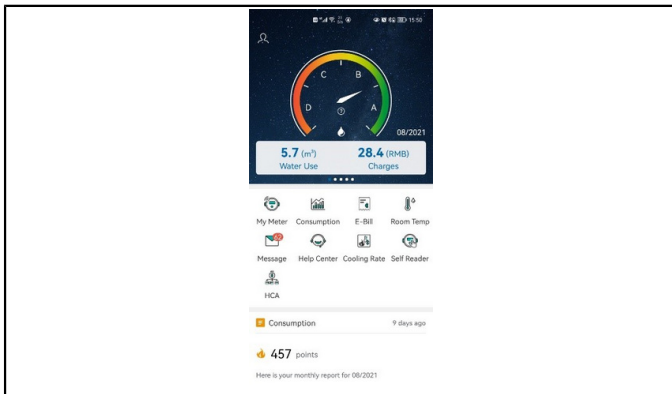 15:50
C
B
D
A
08/2021
5.7 (m³)
28.4 (RMB)
Water Use
Charges
My Meter
Consumption
E-Bill
Room Temp
Message
Help Center
Cooling Rate
Self Reader
HCA
Consumption
9 days ago
457 points
Here is your monthly report for 08/2021